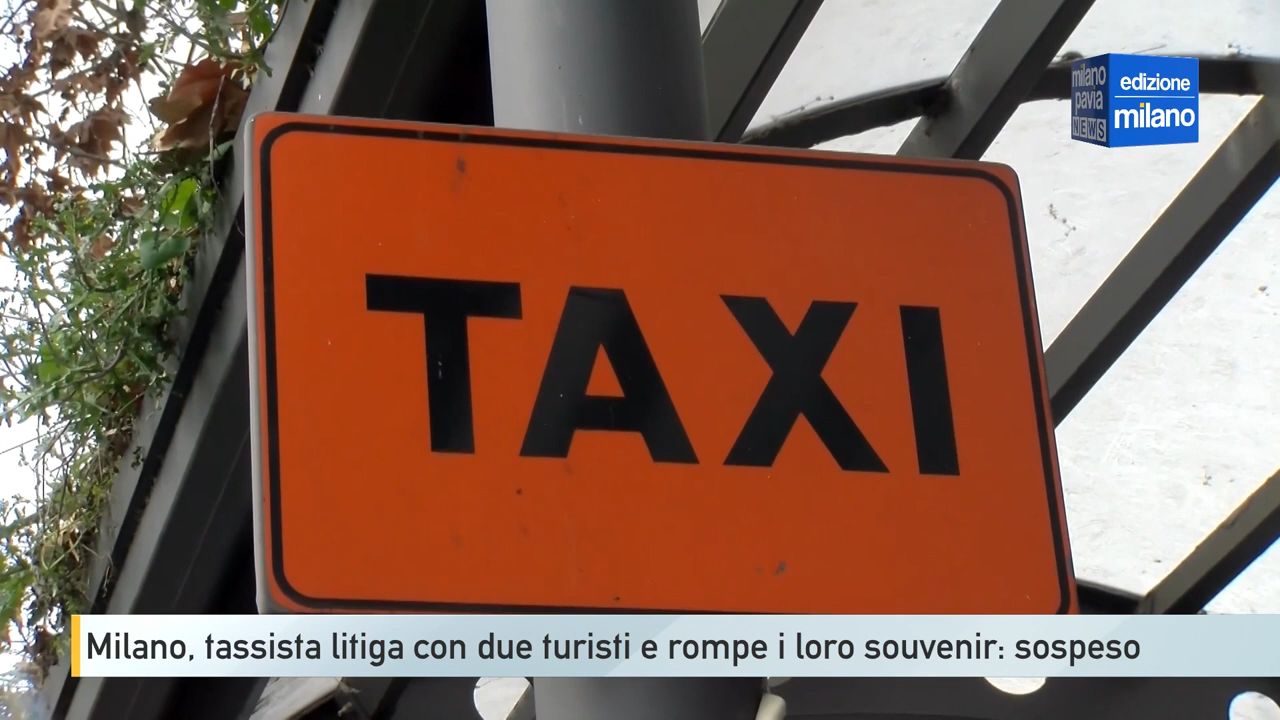 milano
pavia
NEWS
edizione
milano
TAXI
Milano, tassista litiga con due turisti e rompe i loro souvenir: sospeso